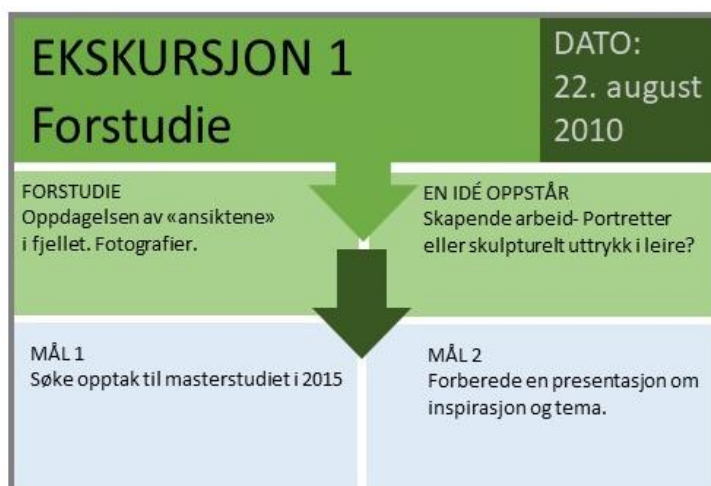 EKSKURSJON 1
Forstudie
DATO:
22. august
2010
FORSTUDIE
Oppdagelsen av «ansiktene»
i fjellet. Fotografier.
EN IDÉ OPPSTÅR
Skapende arbeid- Portretter
eller skulpturelt uttrykk i leire?
MÅL 1
Søke opptak til masterstudiet i 2015
MÅL 2
Forberede en presentasjon om
inspirasjon og tema.